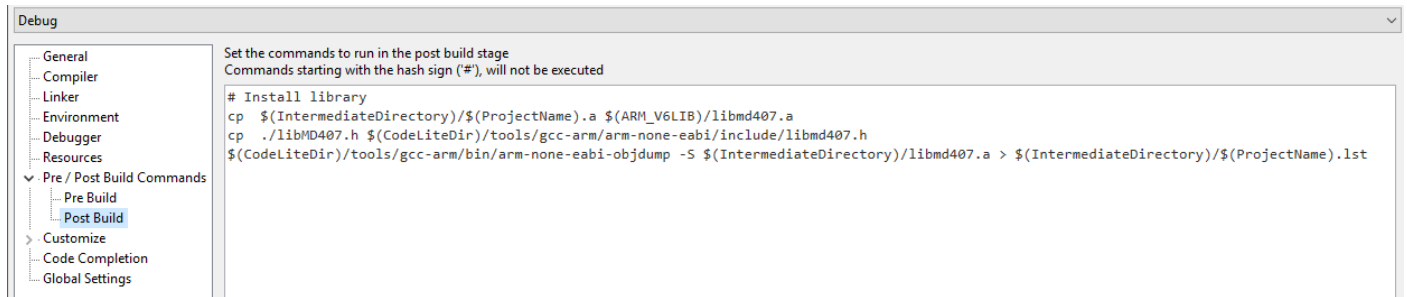 Debug
General
Compiler
Linker
Environment
Debugger
Resources
Pre / Post Build Commands
Pre Build
Post Build
Customize
Code Completion
Global Settings
Set the commands to run in the post build stage
Commands starting with the hash sign ('#'), will not be executed
# Install library
cp  $(IntermediateDirectory)/$(ProjectName).a $(ARM_V6LIB)/libmd407.a
cp  ./libMD407.h $(CodeLiteDir)/tools/gcc-arm/arm-none-eabi/include/libmd407.h
$(CodeLiteDir)/tools/gcc-arm/bin/arm-none-eabi-objdump -S $(IntermediateDirectory)/libmd407.a > $(IntermediateDirectory)/$(ProjectName).lst